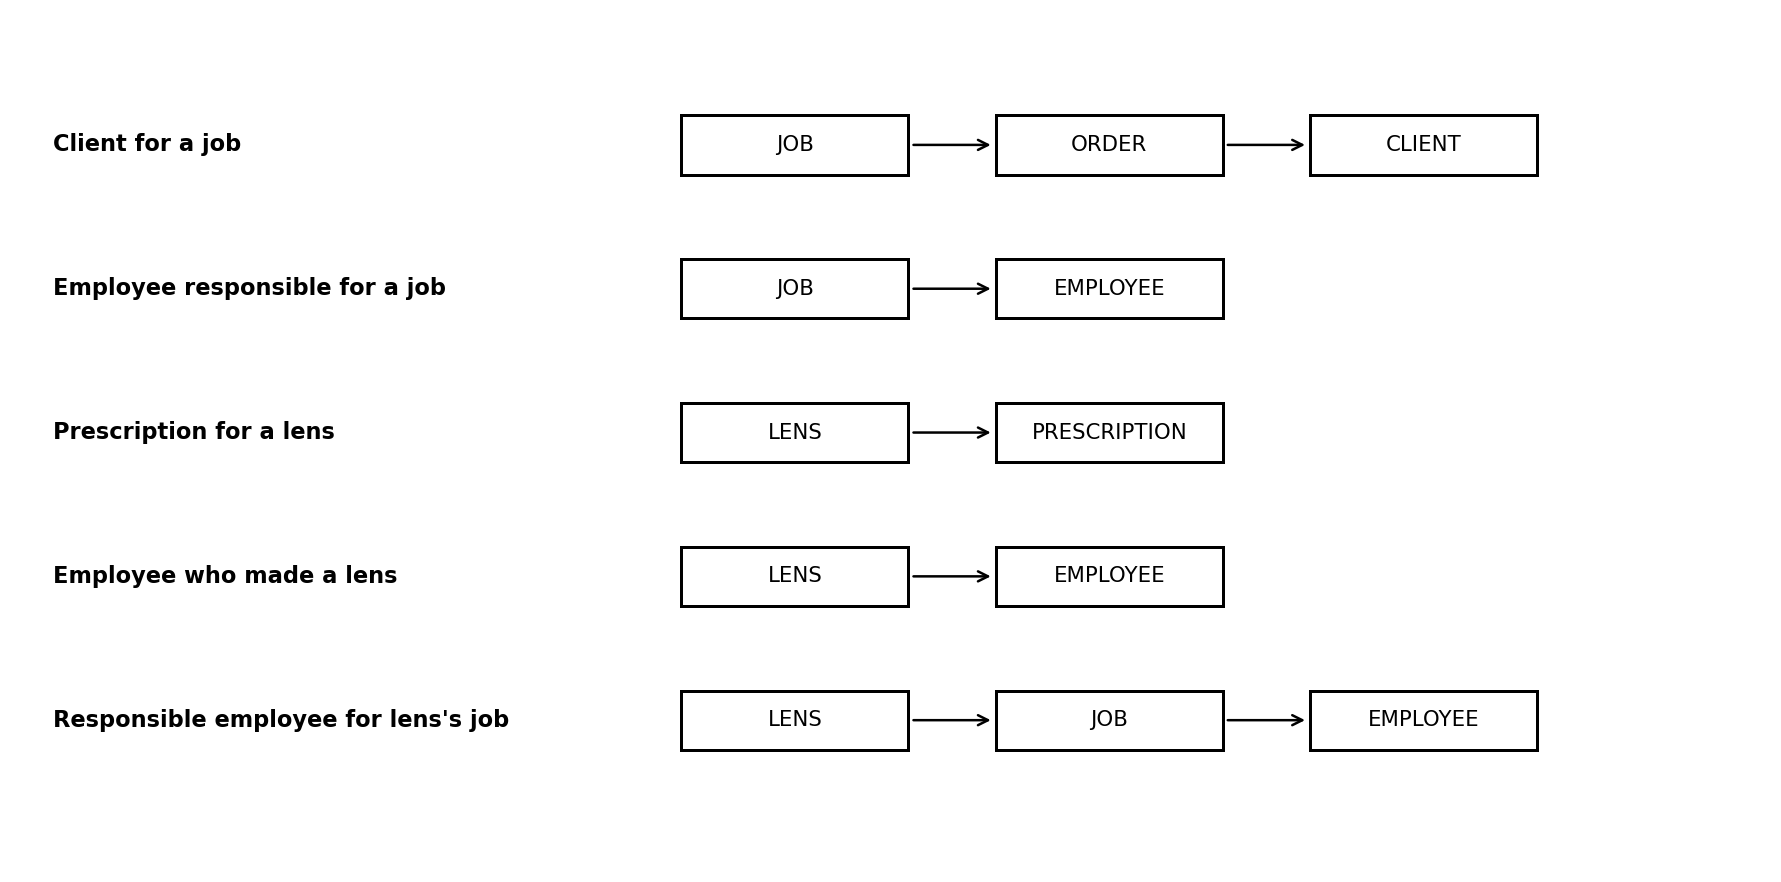 Client for a job
JOB
ORDER
CLIENT
Employee responsible for a job
JOB
EMPLOYEE
Prescription for a lens
LENS
PRESCRIPTION
Employee who made a lens
LENS
EMPLOYEE
Responsible employee for lens's job
LENS
JOB
EMPLOYEE